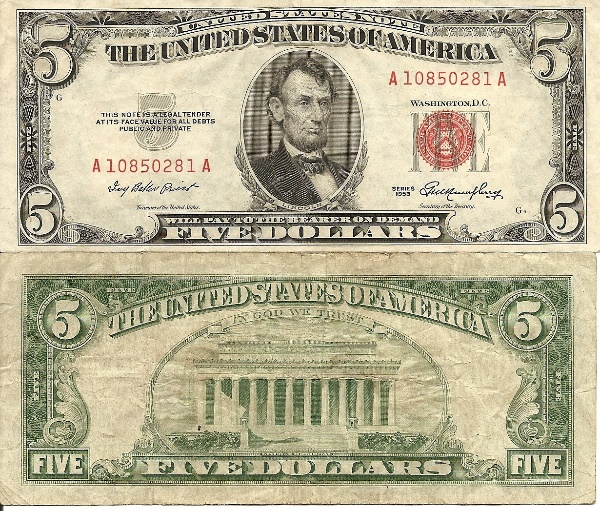 UNITED STATES NOTE
THE UNITED STATES OF AMERICA
5
5
A 10850281 A
G
WASHINGTON, D.C.
THIS NOTE IS A LEGAL TENDER
AT ITS FACE VALUE FOR ALL DEBTS
PUBLIC AND PRIVATE
5
A 10850281 A
Ivy Baker Priest
Treasurer of the United States.
SERIES
1953
Secretary of the Treasury.
G
5
5
WILL PAY TO THE BEARER ON DEMAND
FIVE DOLLARS
THE UNITED STATES OF AMERICA
5
5
IN GOD WE TRUST
FIVE
FIVE
FIVE
FIVE
FIVE DOLLARS